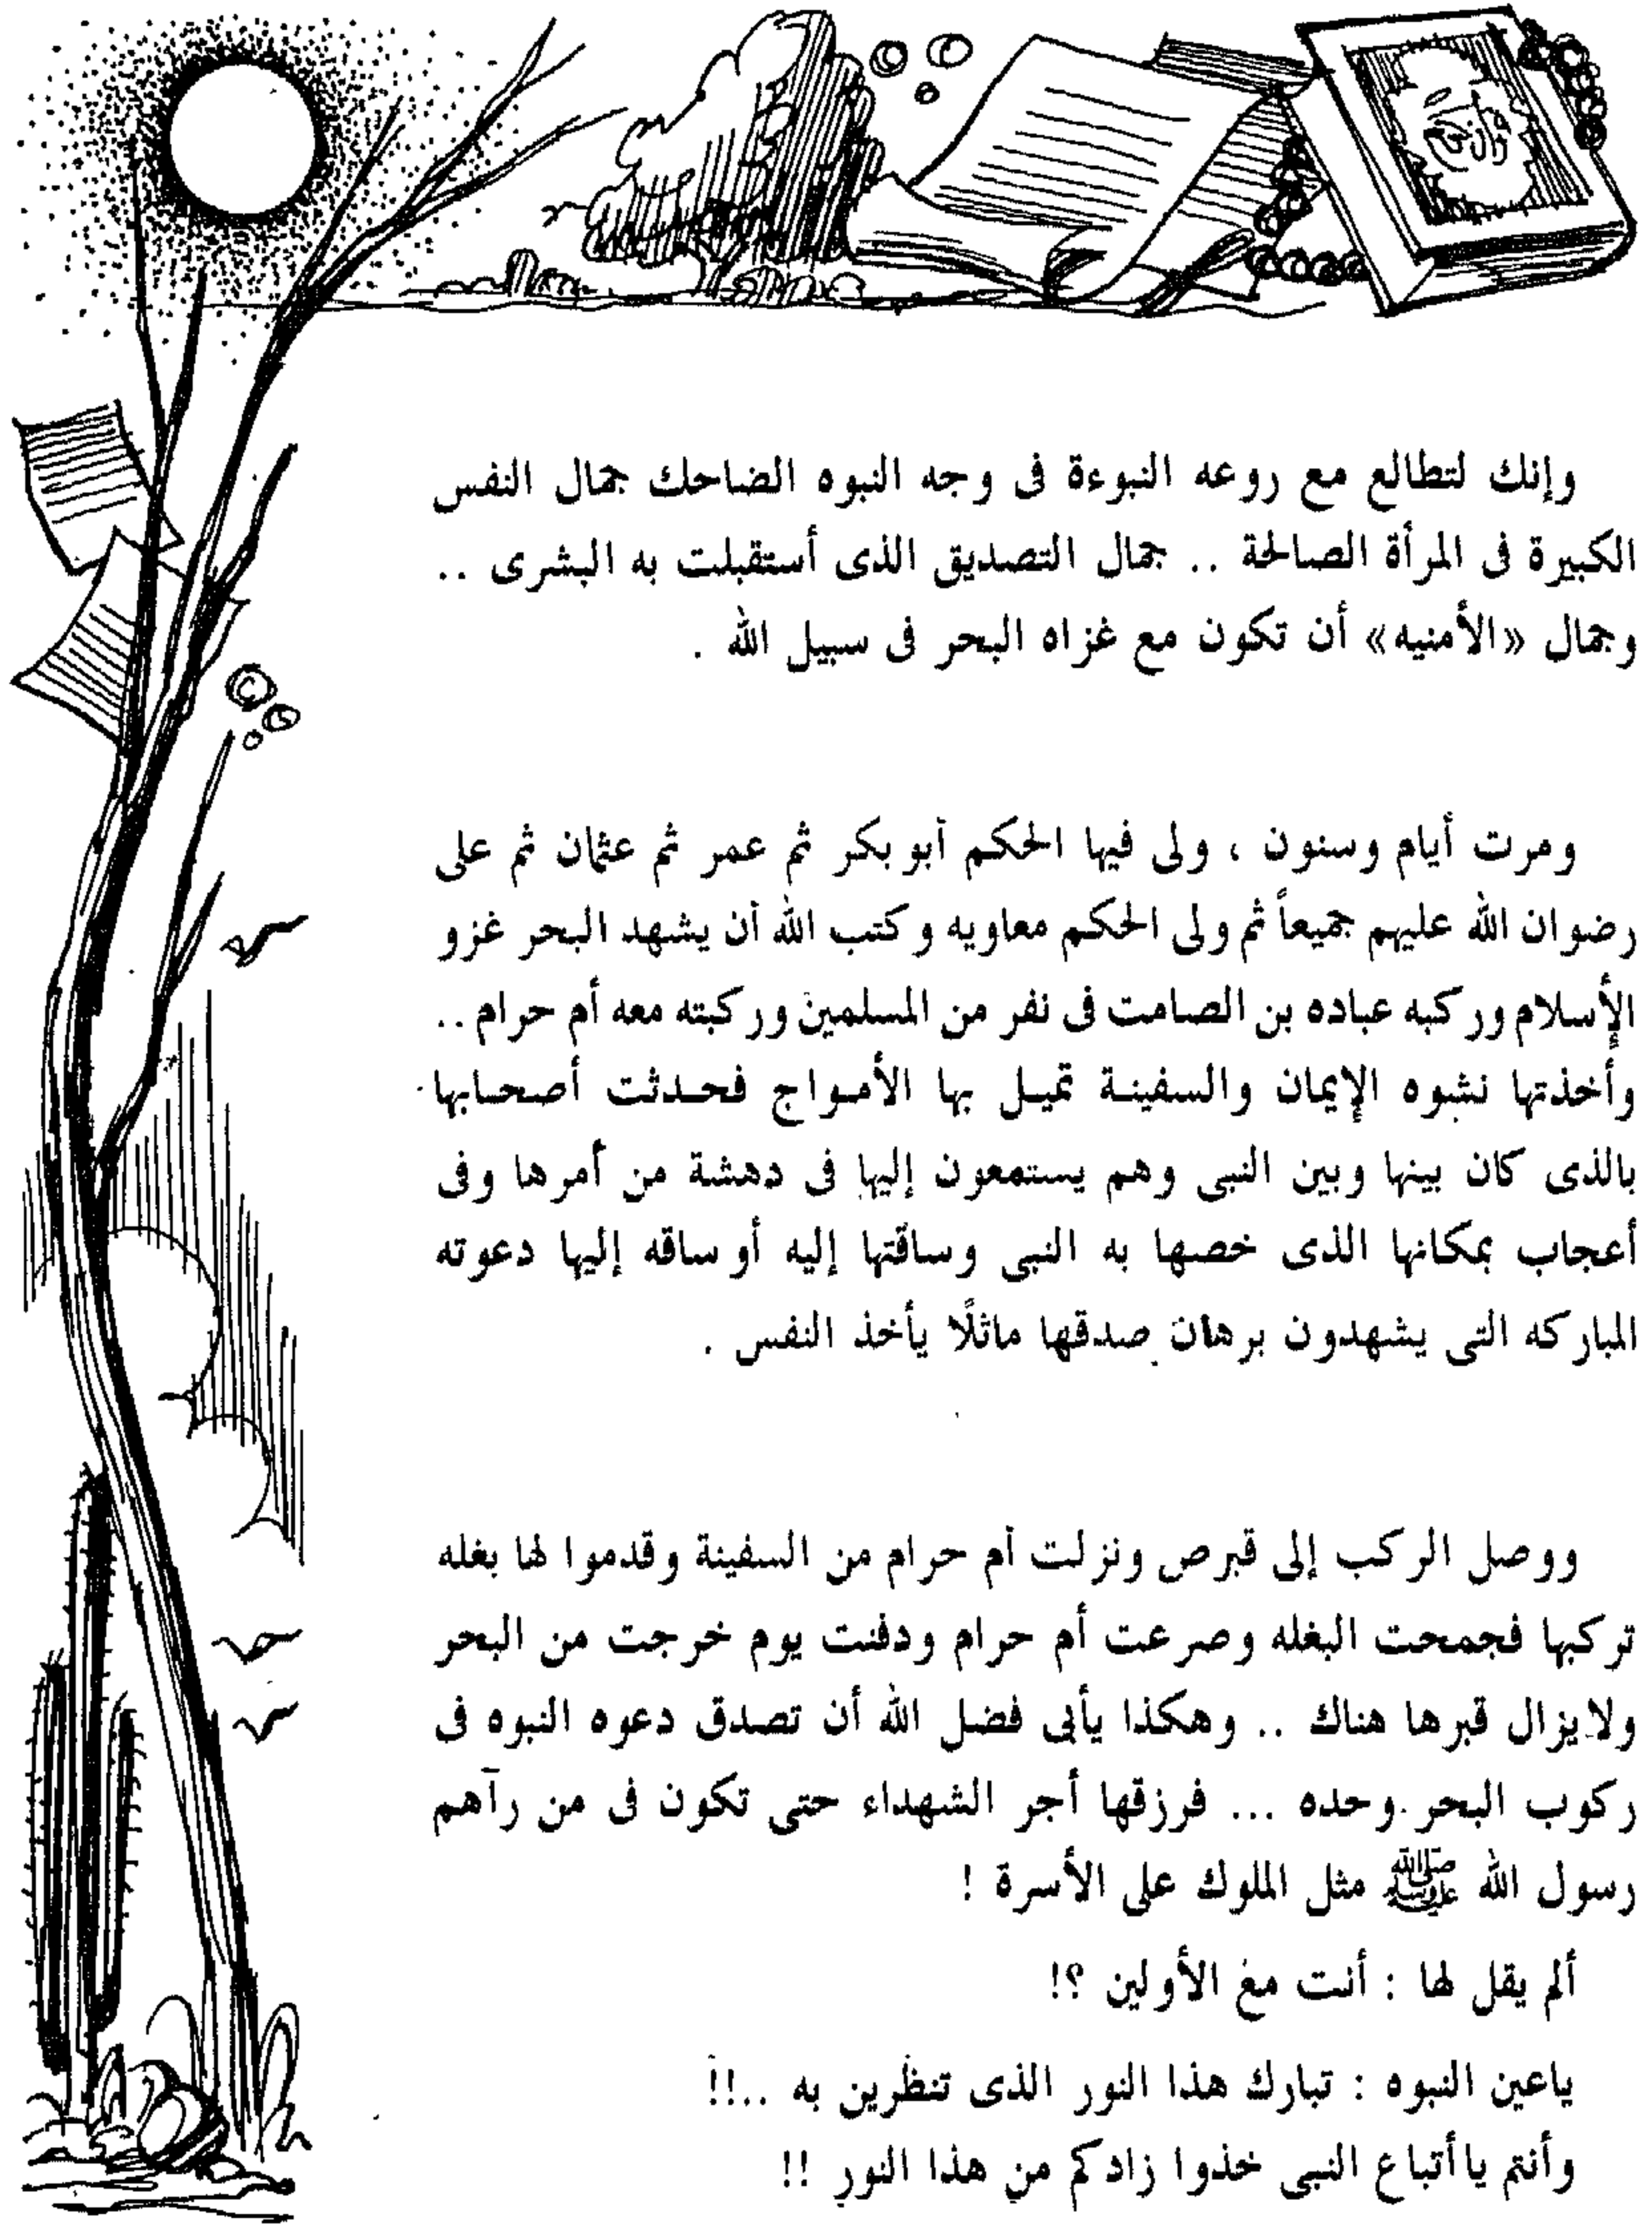 وإنك لتطالع مع روعه النبوءة فى وجه النبوه الضاحك جمال النفس
الكبيرة فى المرأة الصالحة .. جمال التصديق الذى أستقبلت به البشرى ..
وجمال «الأمنيه» أن تكون مع غزاه البحر فى سبيل الله .
ومرت أيام وسنون ، ولى فيها الحكم أبو بكر ثم عمر ثم عثمان ثم على
رضوان الله عليهم جميعاً ثم ولى الحكم معاويه وكتب الله أن يشهد البحر غزو
الإسلام وركبه عباده بن الصامت فى نفر من المسلمين وركبته معه أم حرام ..
وأخذتها نشوه الإيمان والسفينة تميل بها الأمواج فحدثت أصحابها
بالذى كان بينها وبين النبى وهم يستمعون إليها فى دهشة من أمرها وفى
أعجاب بمكانها الذى خصها به النبى وساقتها إليه أو ساقه إليها دعوته
المباركه التى يشهدون برهان صدقها ماثلًا يأخذ النفس .
ووصل الركب إلى قبرص ونزلت أم حرام من السفينة وقدموا لها بغله
تركبها فجمحت البغله وصرعت أم حرام ودفنت يوم خرجت من البحر
ولايزال قبرها هناك .. وهكذا يأبى فضل الله أن تصدق دعوه النبوه فى
ركوب البحر وحده ... فرزقها أجر الشهداء حتى تكون فى من رآهم
رسول الله ﷺ مثل الملوك على الأسرة !
ألم يقل لها : أنت مع الأولين ؟!
ياعين النبوه : تبارك هذا النور الذى تنظرين به ..!!
وأنتم ياأتباع النبى خذوا زادكم من هذا النور !!